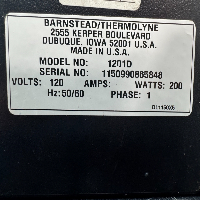 BARNSTEAD/THERMOLYNE
2555 KERPER BOULEVARD
DUBUQUE, IOWA 52001 U.S.A.
MADE IN U.S.A.
MODEL NO: 1201D
SERIAL NO: 1150990885848
VOLTS: 120 AMPS: WATTS: 200
Hz: 50/60 PHASE: 1